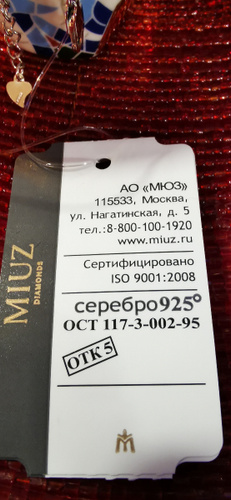 АО «МЮЗ»
115533, Москва,
ул. Нагатинская, д. 5
тел.:8-800-100-1920
www.miuz.ru
Сертифицировано
ISO 9001:2008
серебро925°
ОСТ 117-3-002-95
ОТК 5
MIUZ
DIAMONDS